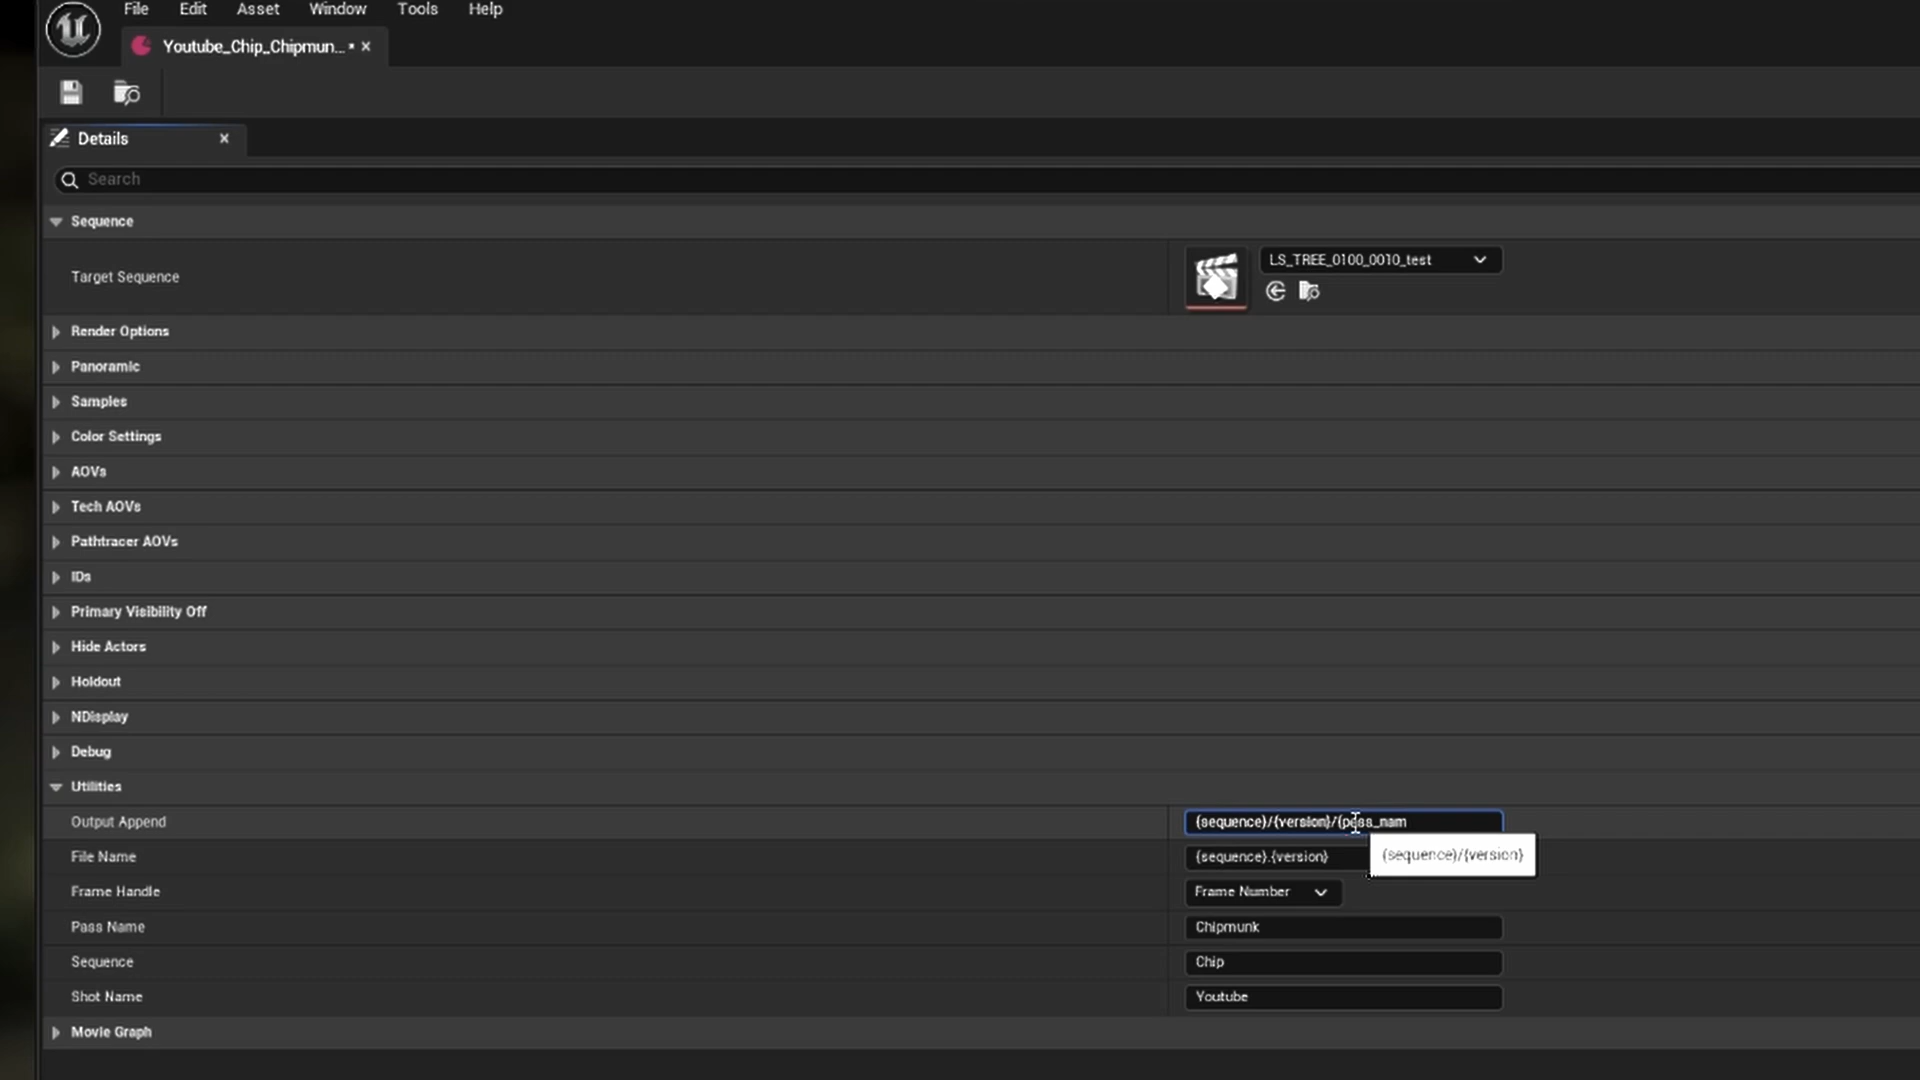 File Edit Asset Window Tools Help
Youtube_Chip_Chipmun... •
Details
Search
Sequence
Target Sequence
LS_TREE_0100_0010_test
Render Options
Panoramic
Samples
Color Settings
AOVs
Tech AOVs
Pathtracer AOVs
IDs
Primary Visibility Off
Hide Actors
Holdout
NDisplay
Debug
Utilities
Output Append {sequence}/{version}/{pass_nam
File Name {sequence}.{version}
{sequence}/{version}
Frame Handle Frame Number
Pass Name Chipmunk
Sequence Chip
Shot Name Youtube
Movie Graph